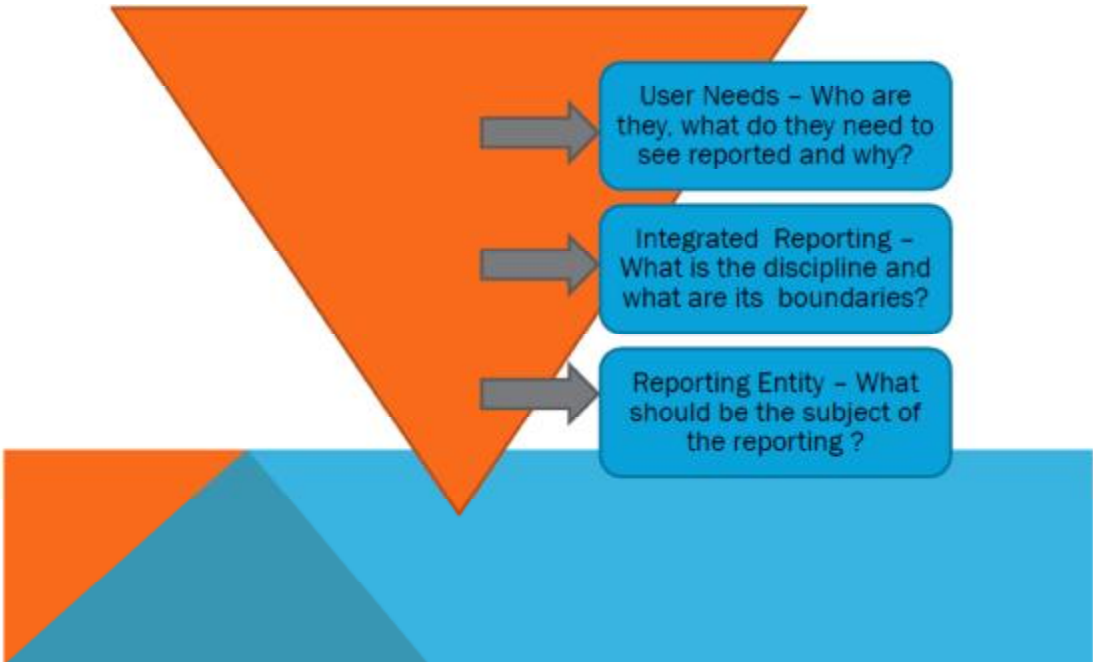 User Needs – Who are
they, what do they need to
see reported and why?
Integrated  Reporting –
What is the discipline and
what are its  boundaries?
Reporting Entity – What
should be the subject of
the reporting ?